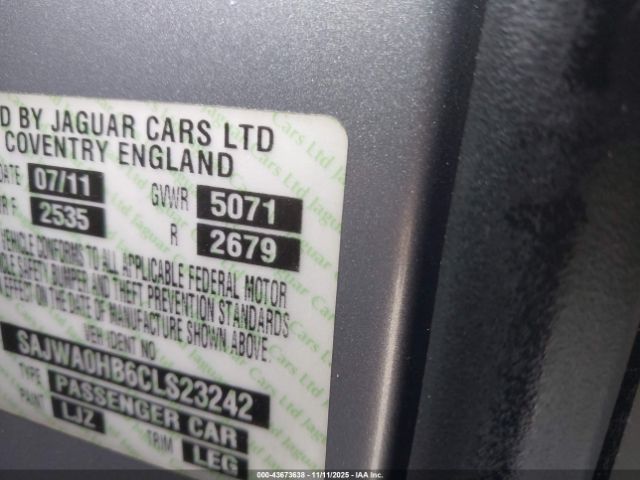 D BY JAGUAR CARS LTD
COVENTRY ENGLAND
DATE 07/11 GVWR 5071
R F 2535 R 2679
VEHICLE CONFORMS TO ALL APPLICABLE FEDERAL MOTOR
SAFETY BUMPER AND THEFT PREVENTION STANDARDS
EFFECT ON THE DATE OF MANUFACTURE SHOWN ABOVE.
VEH IDENT NO
SAJWA0HB6CLS23242
TYPE PASSENGER CAR
PAINT LJZ TRIM LEG
000-43673638 - 11/11/2025 - IAA Inc.